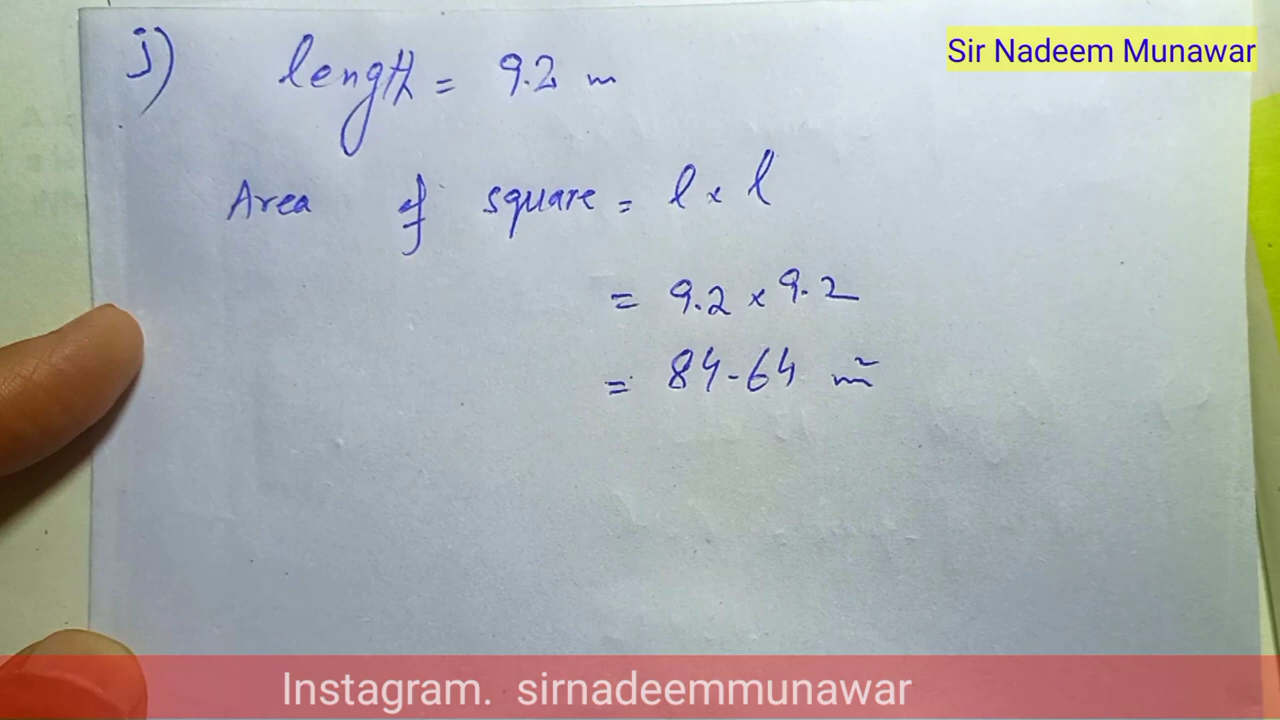 Sir Nadeem Munawar
j) length = 9.2 m
Area of square = l × l
= 9.2 × 9.2
= 84.64 m²
Instagram. sirnadeemmunawar